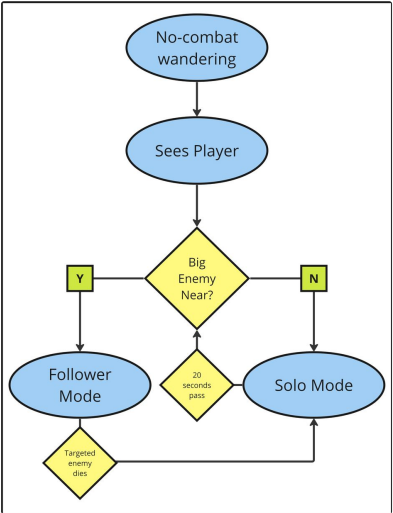 No-combat
wandering
Sees Player
Big
Enemy
Near?
Y
N
Follower
Mode
20
seconds
pass
Solo Mode
Targeted
enemy
dies